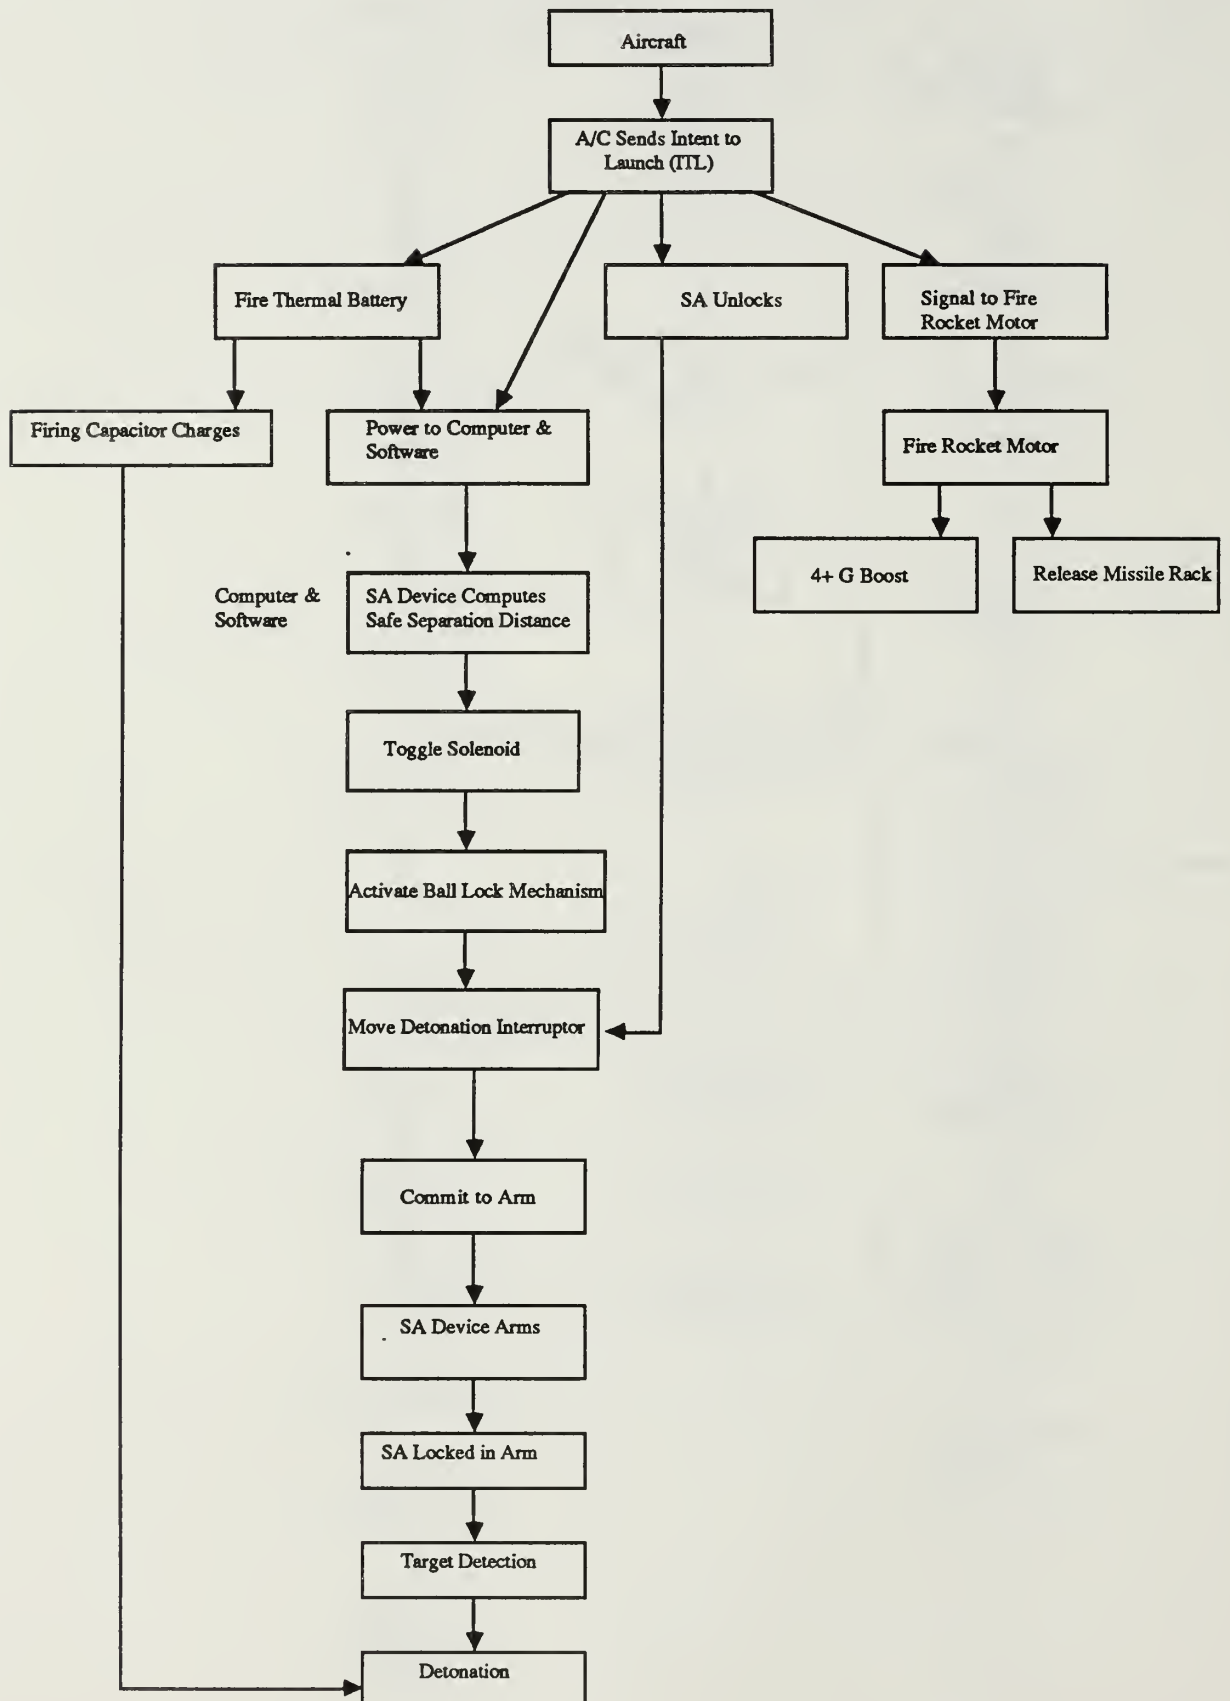 Aircraft
A/C Sends Intent to
Launch (ITL)
Fire Thermal Battery
SA Unlocks
Signal to Fire
Rocket Motor
Firing Capacitor Charges
Power to Computer &
Software
Fire Rocket Motor
4+ G Boost
Release Missile Rack
Computer &
Software
SA Device Computes
Safe Separation Distance
Toggle Solenoid
Activate Ball Lock Mechanism
Move Detonation Interruptor
Commit to Arm
SA Device Arms
SA Locked in Arm
Target Detection
Detonation